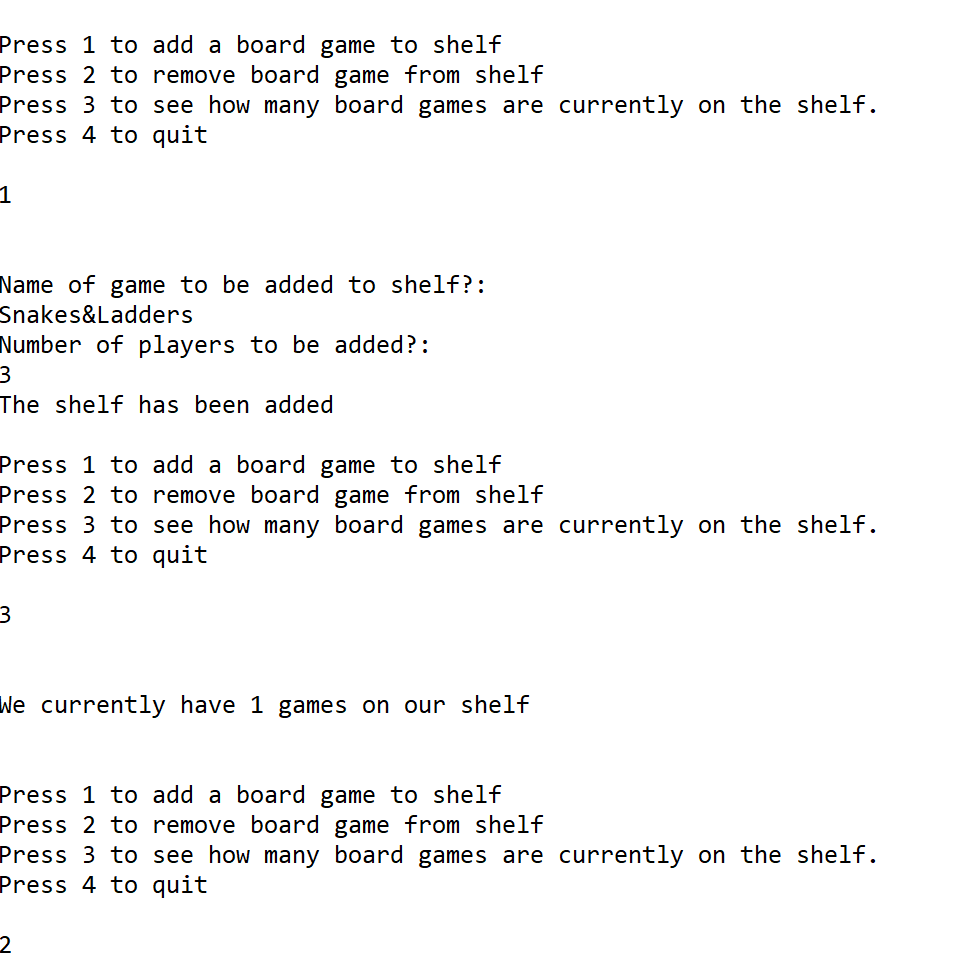 Press 1 to add a board game to shelf
Press 2 to remove board game from shelf
Press 3 to see how many board games are currently on the shelf.
Press 4 to quit
1
Name of game to be added to shelf?:
Snakes&Ladders
Number of players to be added?:
3
The shelf has been added
Press 1 to add a board game to shelf
Press 2 to remove board game from shelf
Press 3 to see how many board games are currently on the shelf.
Press 4 to quit
3
We currently have 1 games on our shelf
Press 1 to add a board game to shelf
Press 2 to remove board game from shelf
Press 3 to see how many board games are currently on the shelf.
Press 4 to quit
2